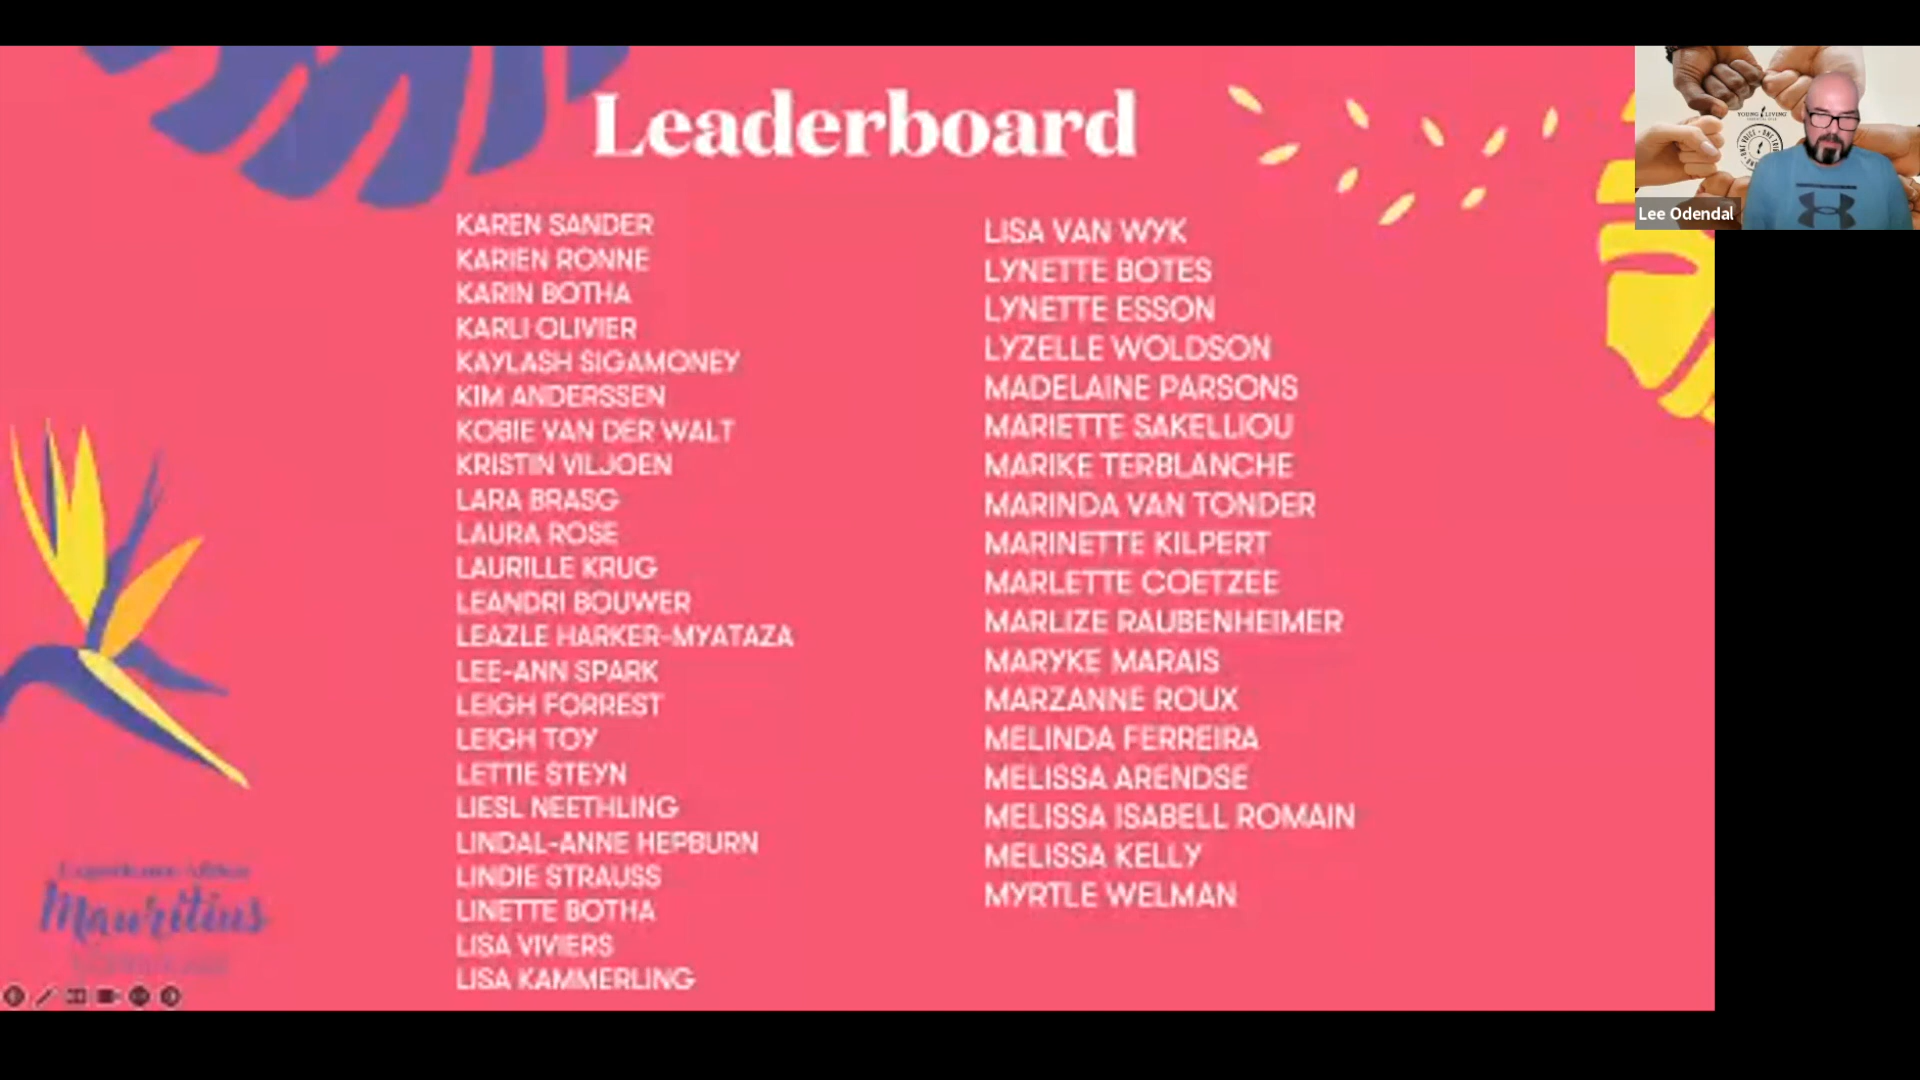 Leaderboard
KAREN SANDER
KARIEN RONNE
KARIN BOTHA
KARLI OLIVIER
KAYLASH SIGAMONEY
KIM ANDERSSEN
KOBIE VAN DER WALT
KRISTIN VILJOEN
LARA BRASG
LAURA ROSE
LAURILLE KRUG
LEANDRI BOUWER
LEAZLE HARKER-MYATAZA
LEE-ANN SPARK
LEIGH FORREST
LEIGH TOY
LETTIE STEYN
LIESL NEETHLING
LINDAL-ANNE HEPBURN
LINDIE STRAUSS
LINETTE BOTHA
LISA VIVIERS
LISA KAMMERLING
LISA VAN WYK
LYNETTE BOTES
LYNETTE ESSON
LYZELLE WOLDSON
MADELAINE PARSONS
MARIETTE SAKELLIOU
MARIKE TERBLANCHE
MARINDA VAN TONDER
MARINETTE KILPERT
MARLETTE COETZEE
MARLIZE RAUBENHEIMER
MARYKE MARAIS
MARZANNE ROUX
MELINDA FERREIRA
MELISSA ARENDSE
MELISSA ISABELL ROMAIN
MELISSA KELLY
MYRTLE WELMAN
Mauritius
YOUNG LIVING
Lee Odendal